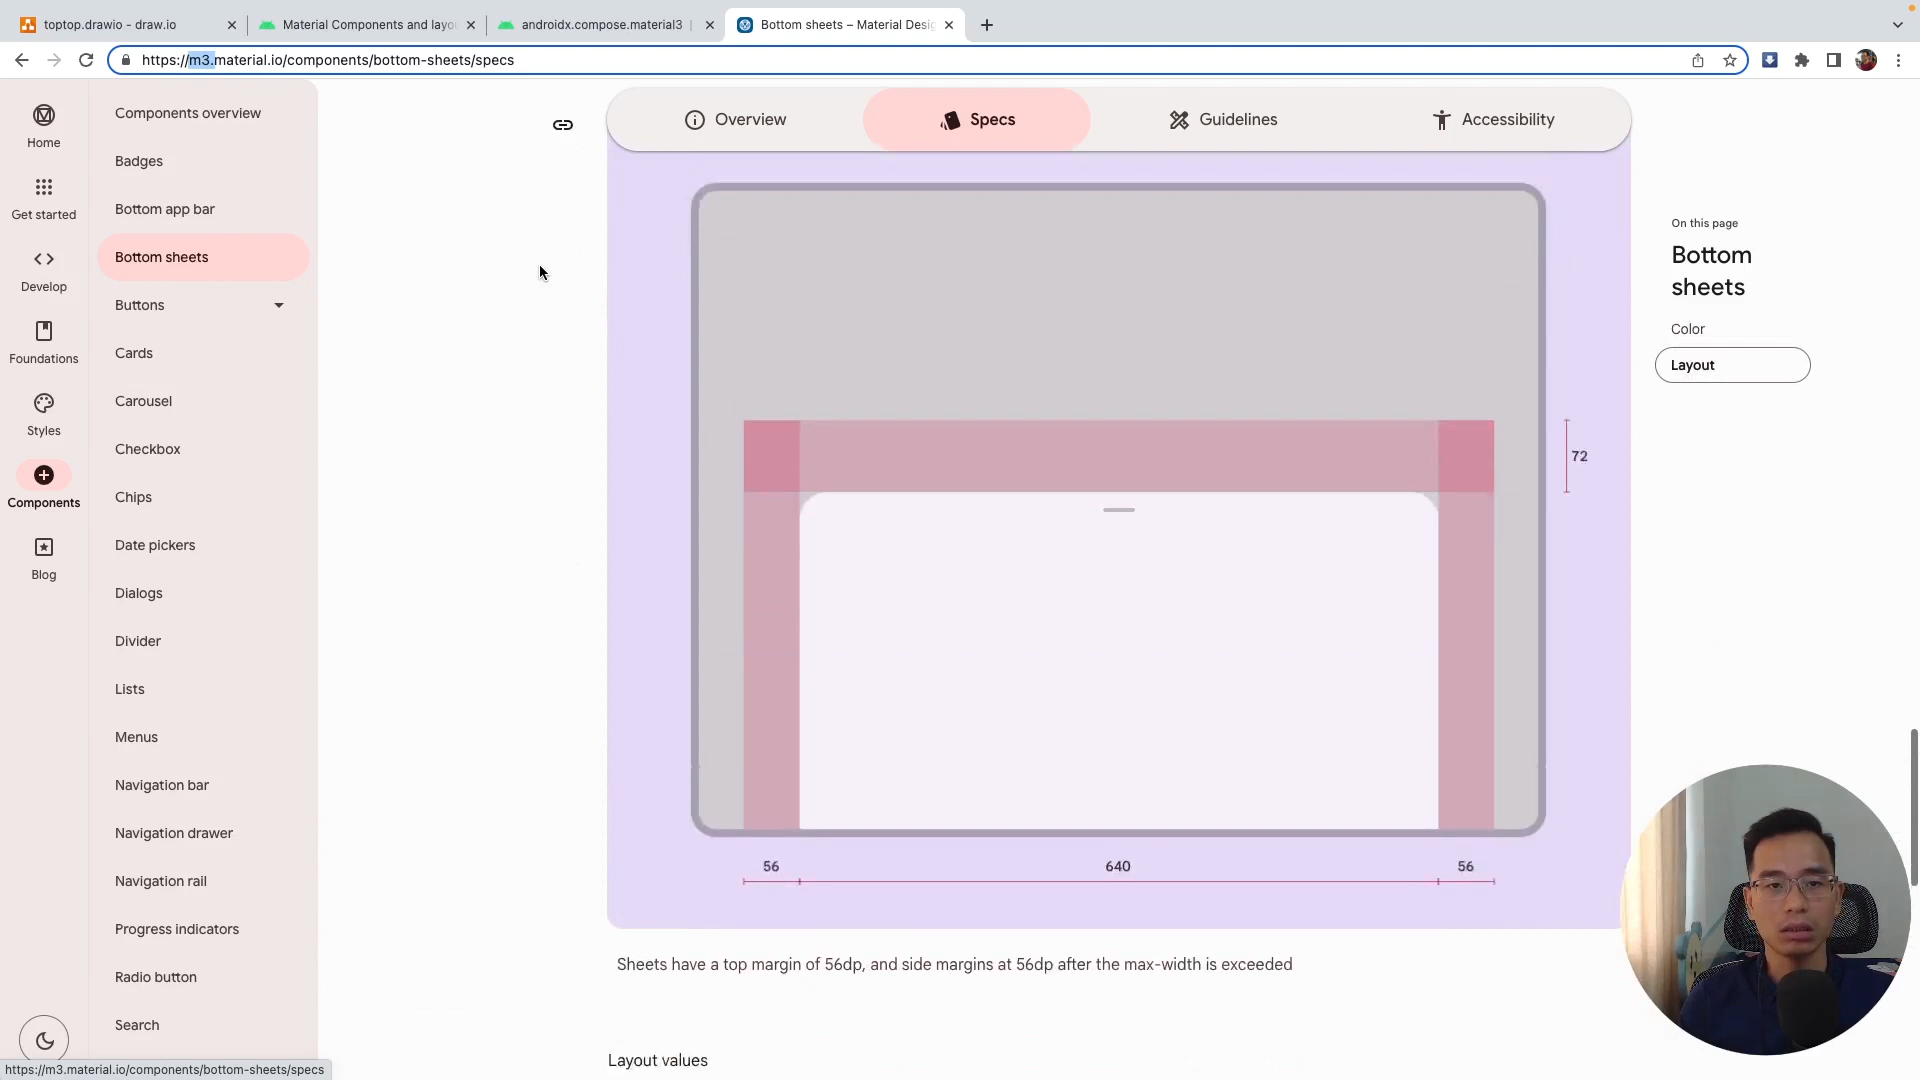 toptop.drawio - draw.io
Material Components and layou
androidx.compose.material3
Bottom sheets – Material Desig
https://m3.material.io/components/bottom-sheets/specs
Home
Get started
Develop
Foundations
Styles
Components
Blog
Components overview
Badges
Bottom app bar
Bottom sheets
Buttons
Cards
Carousel
Checkbox
Chips
Date pickers
Dialogs
Divider
Lists
Menus
Navigation bar
Navigation drawer
Navigation rail
Progress indicators
Radio button
Search
Overview
Specs
Guidelines
Accessibility
72
56
640
56
Sheets have a top margin of 56dp, and side margins at 56dp after the max-width is exceeded
Layout values
On this page
Bottom
sheets
Color
Layout
https://m3.material.io/components/bottom-sheets/specs